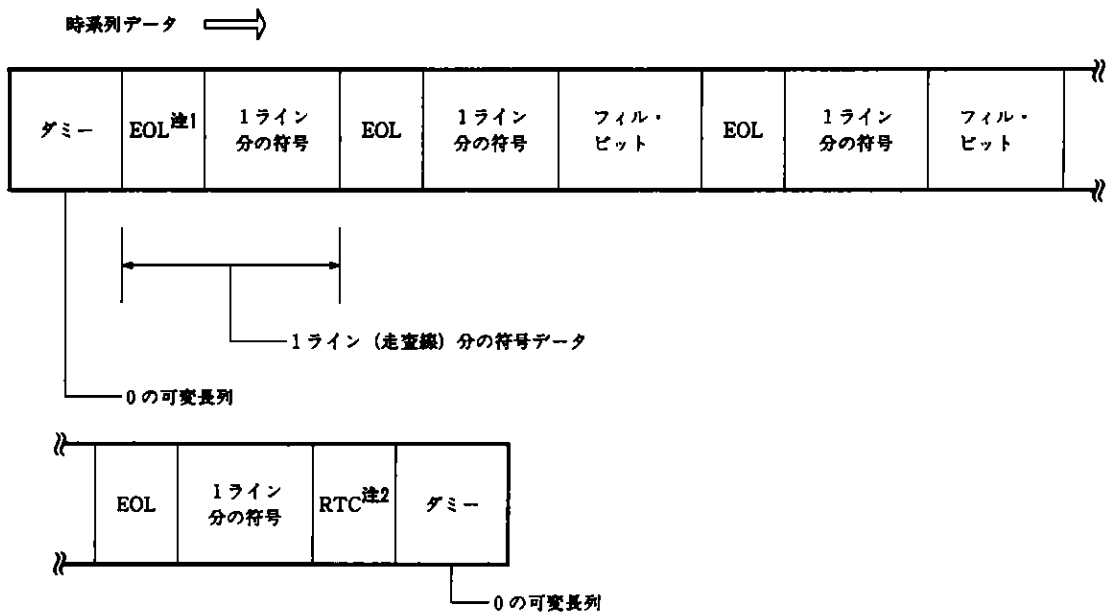 時系列データ
ダミー
EOL注1
1ライン
分の符号
EOL
1ライン
分の符号
フィル・
ビット
EOL
1ライン
分の符号
フィル・
ビット
1ライン（走査線）分の符号データ
0の可変長列
EOL
1ライン
分の符号
RTC注2
ダミー
0の可変長列